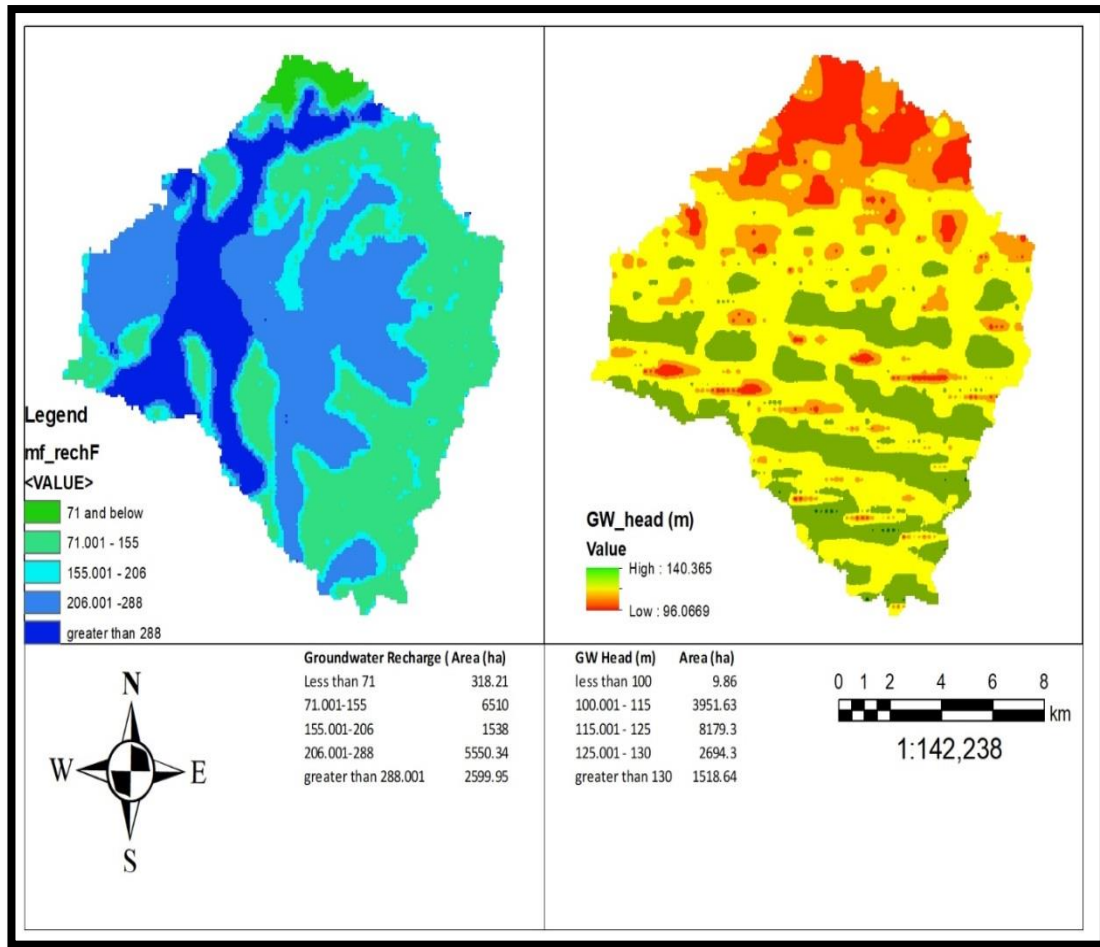 Legend
mf_rechF
<VALUE>
71 and below
71.001 - 155
155.001 - 206
206.001 -288
greater than 288
GW_head (m)
Value
High : 140.365
Low : 96.0669
N
W E
S
Groundwater Recharge ( Area (ha)
Less than 71 318.21
71.001-155 6510
155.001-206 1538
206.001-288 5550.34
greater than 288.001 2599.95
GW Head (m) Area (ha)
less than 100 9.86
100.001 - 115 3951.63
115.001 - 125 8179.3
125.001 - 130 2694.3
greater than 130 1518.64
0 1 2 4 6 8
km
1:142,238